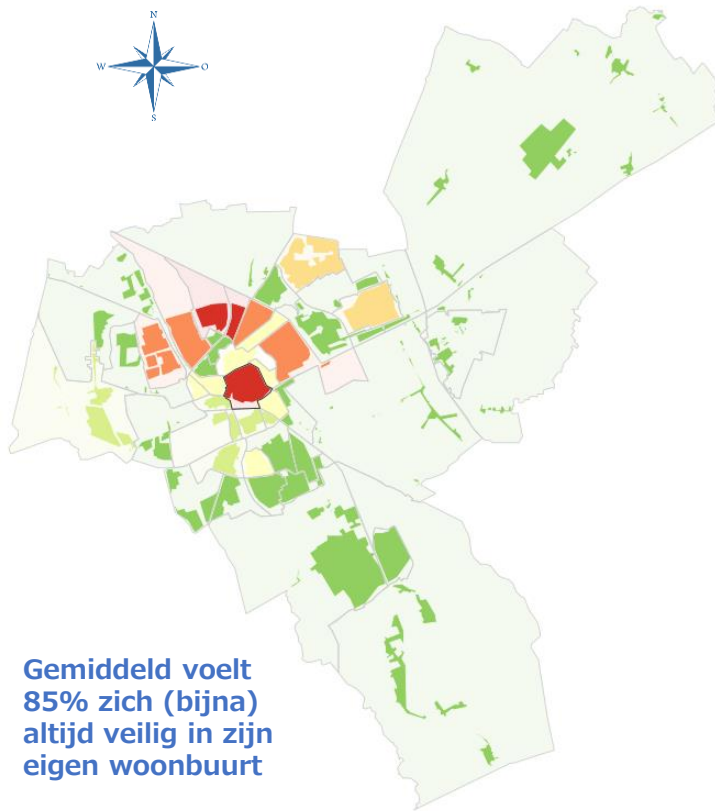 N
W O
S
Gemiddeld voelt
85% zich (bijna)
altijd veilig in zijn
eigen woonbuurt